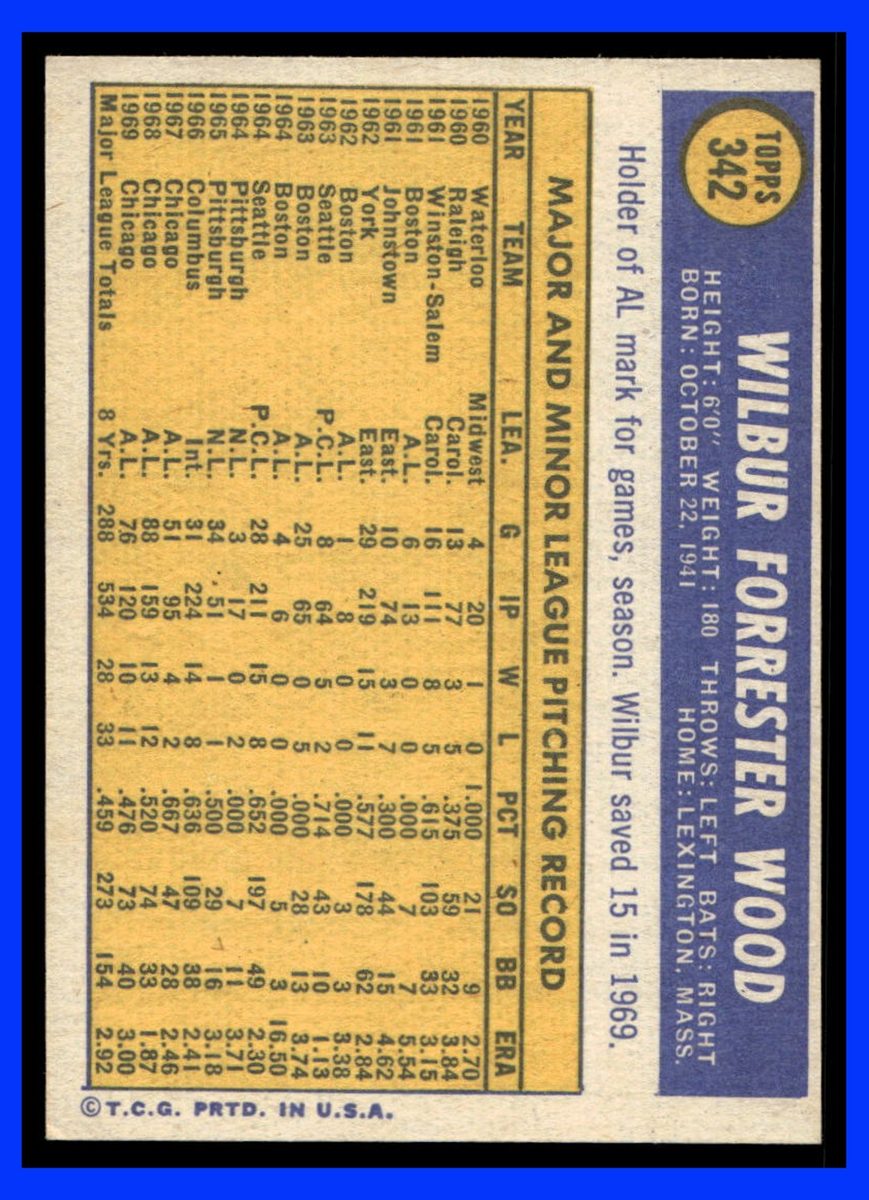 TOPPS
342
WILBUR FORRESTER WOOD
HEIGHT: 6'0" WEIGHT: 180 THROWS: LEFT BATS: RIGHT
BORN: OCTOBER 22, 1941 HOME: LEXINGTON, MASS.
Holder of AL mark for games, season. Wilbur saved 15 in 1969.
MAJOR AND MINOR LEAGUE PITCHING RECORD
YEAR TEAM LEA. G IP W L PCT SO BB ERA
1960 Waterloo Midwest 4 20 1 0 1.000 21 9 2.70
1960 Raleigh Carol. 13 77 3 5 .375 59 32 3.84
1961 Winston-Salem Carol. 16 111 8 5 .615 103 33 3.15
1961 Boston A.L. 6 13 0 0 .000 7 7 5.54
1961 Johnstown East. 10 74 3 7 .300 44 15 4.62
1962 York East. 29 219 15 11 .577 178 62 2.84
1962 Boston A.L. 1 8 0 0 .000 3 3 3.38
1963 Seattle P.C.L. 8 64 5 2 .714 43 10 1.13
1963 Boston A.L. 25 65 0 5 .000 28 13 3.74
1964 Boston A.L. 4 6 0 0 .000 5 3 16.50
1964 Seattle P.C.L. 28 211 15 8 .652 197 49 2.30
1964 Pittsburgh N.L. 3 17 0 2 .000 7 11 3.71
1965 Pittsburgh N.L. 34 51 1 1 .500 29 16 3.18
1966 Columbus Int. 31 224 14 8 .636 109 38 2.41
1967 Chicago A.L. 51 95 4 2 .667 47 28 2.46
1968 Chicago A.L. 88 159 13 12 .520 74 33 1.87
1969 Chicago A.L. 76 120 10 11 .476 73 40 3.00
Major League Totals 8 Yrs. 288 534 28 33 .459 273 154 2.92
© T.C.G. PRTD. IN U.S.A.